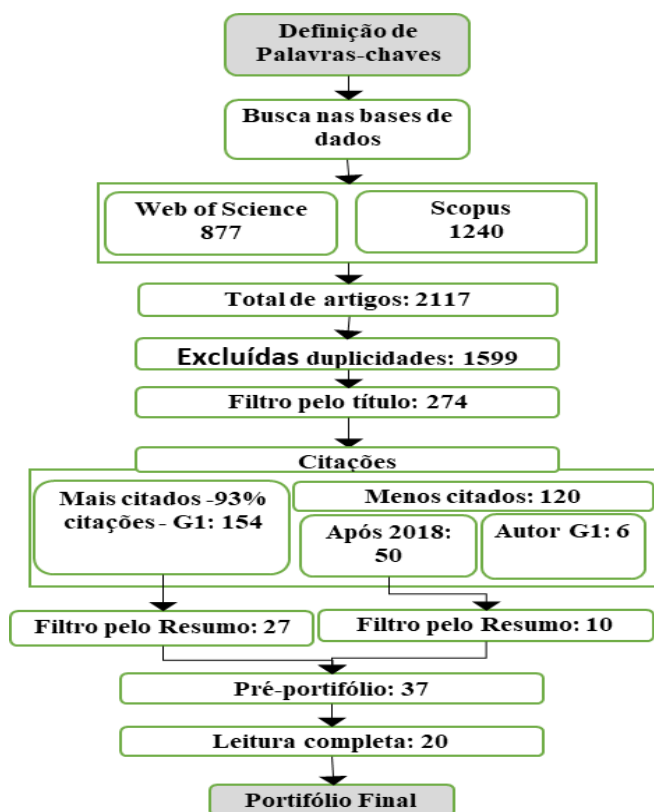 Definição de
Palavras-chaves
Busca nas bases de
dados
Web of Science
877
Scopus
1240
Total de artigos: 2117
Excluídas duplicidades: 1599
Filtro pelo título: 274
Citações
Mais citados -93%
citações - G1: 154
Menos citados: 120
Após 2018:
50
Autor G1: 6
Filtro pelo Resumo: 27
Filtro pelo Resumo: 10
Pré-portifólio: 37
Leitura completa: 20
Portifólio Final